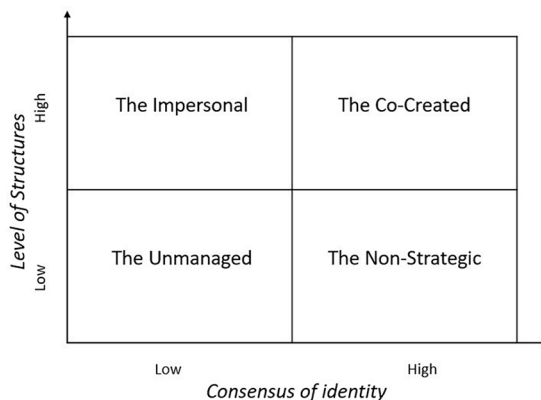 Level of Structures
High
Low
The Impersonal
The Co-Created
The Unmanaged
The Non-Strategic
Low
High
Consensus of identity